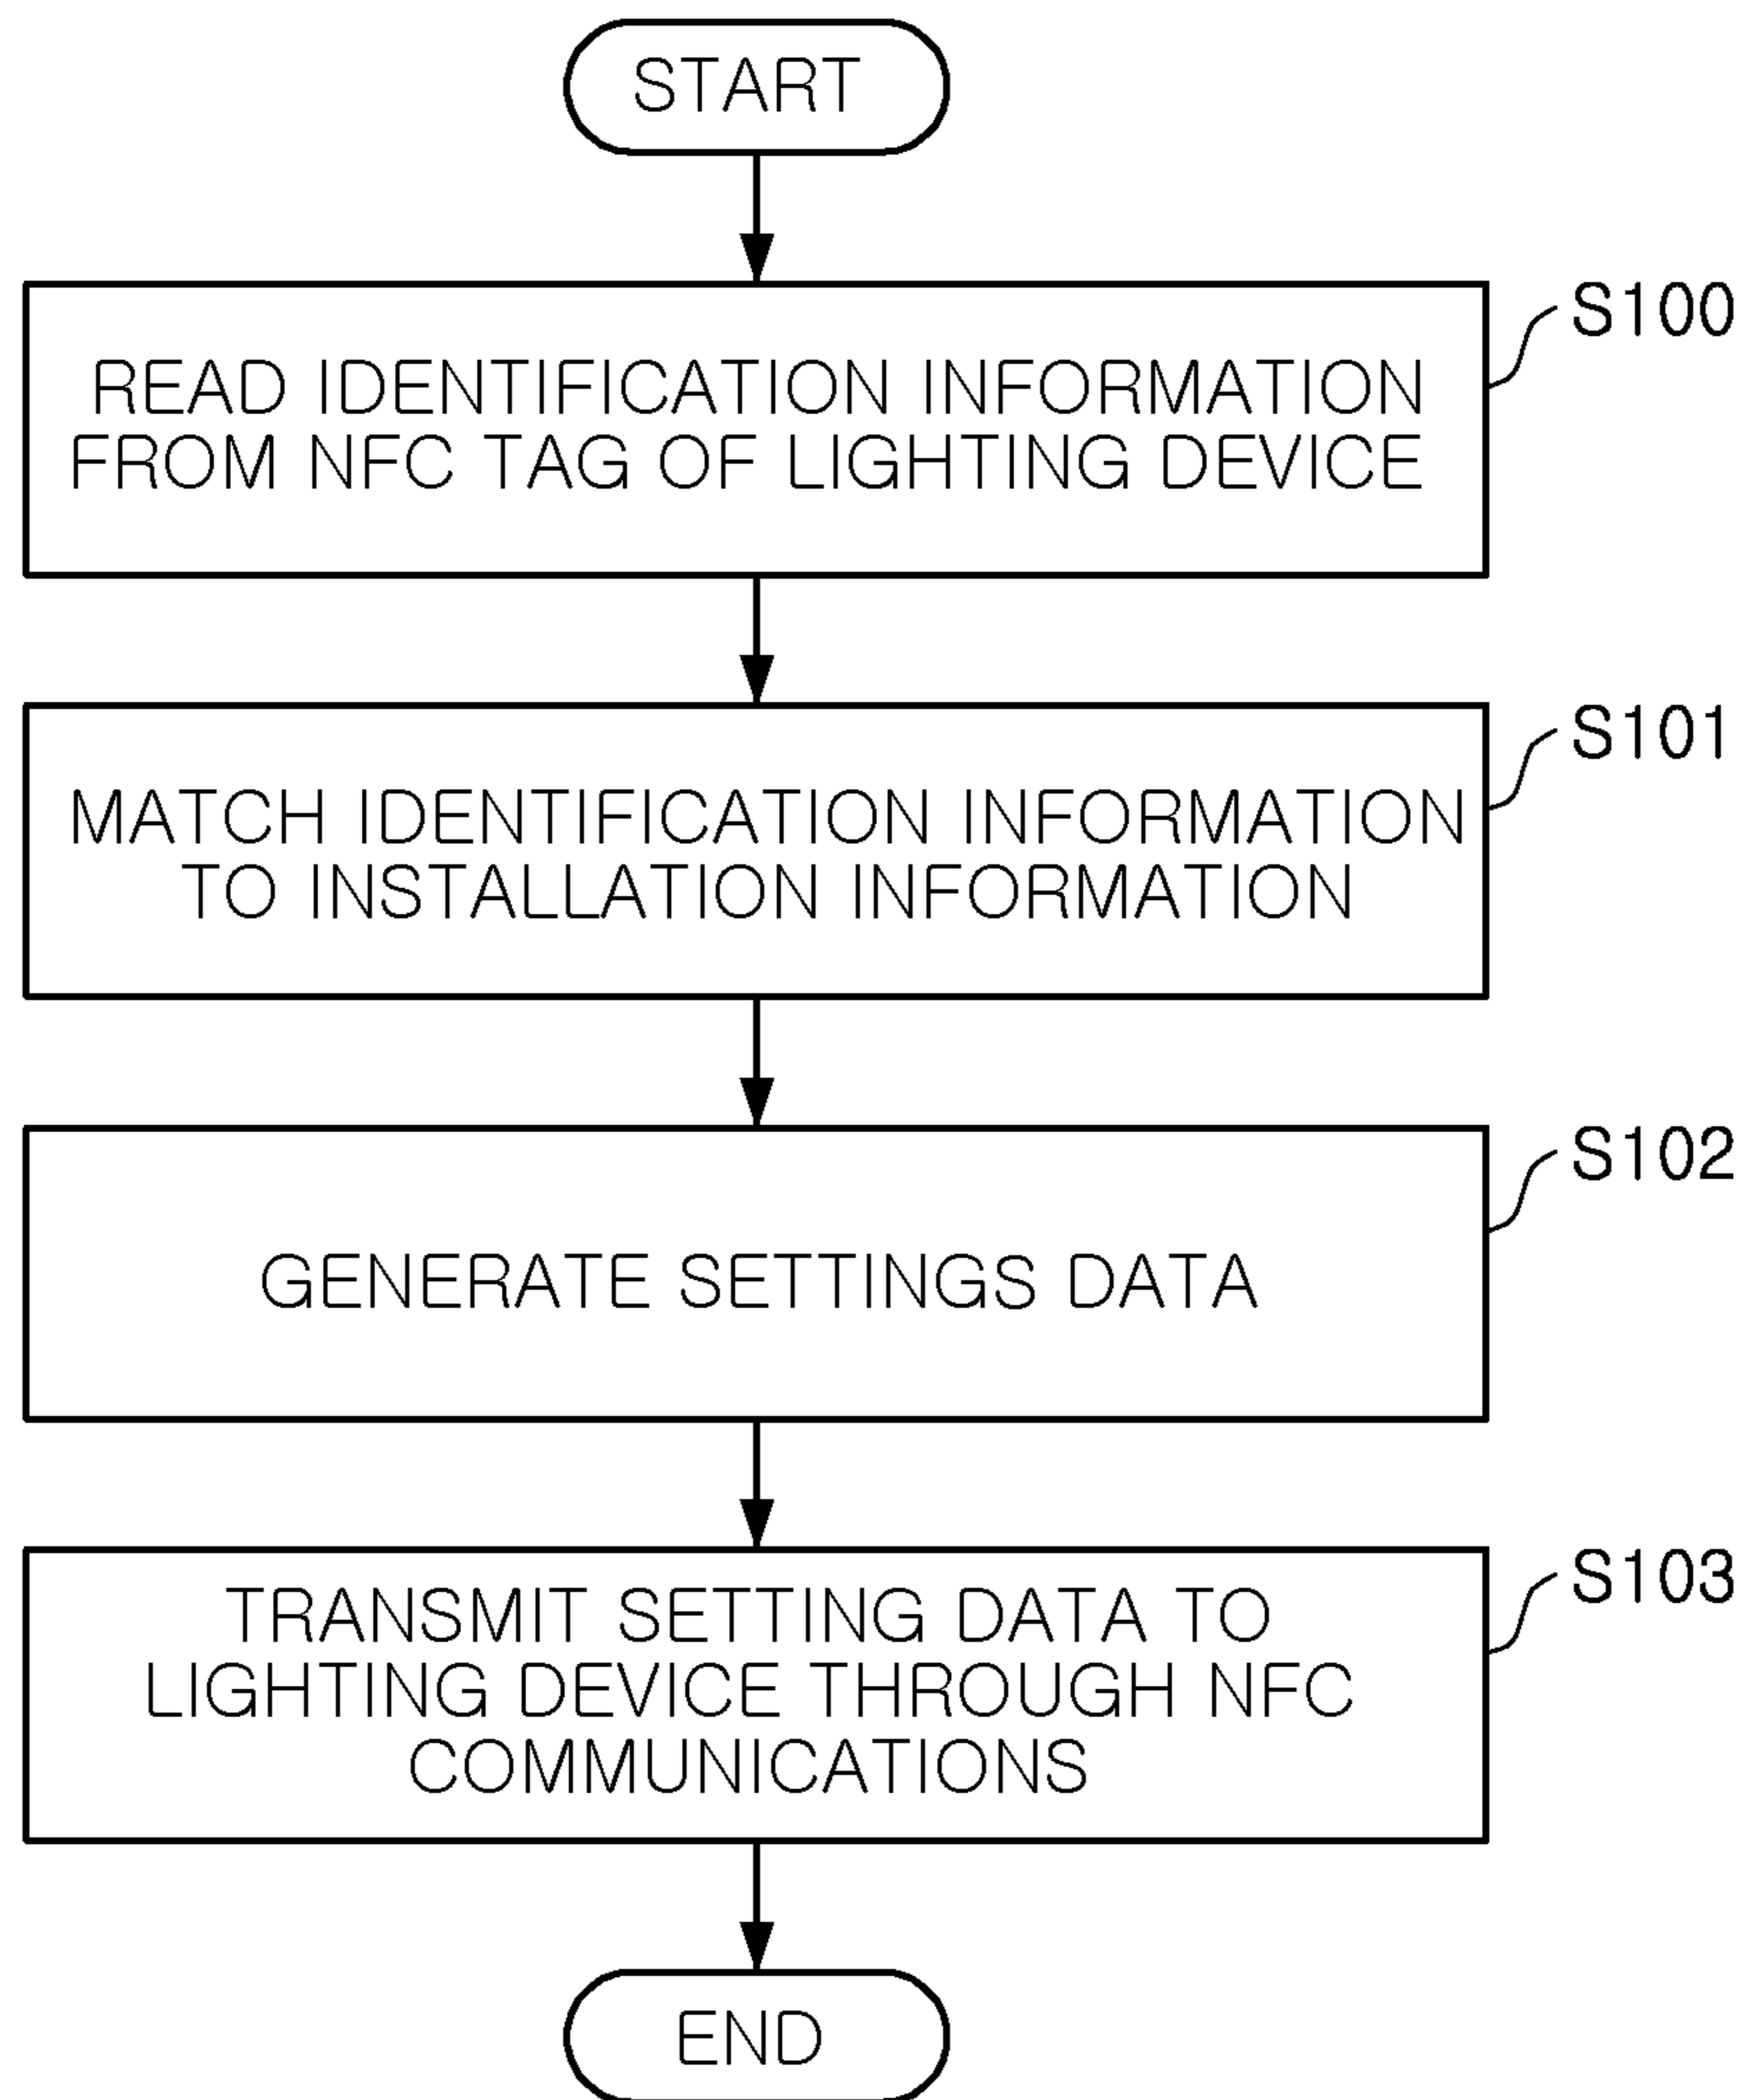 START
S100
READ IDENTIFICATION INFORMATION
FROM NFC TAG OF LIGHTING DEVICE
S101
MATCH IDENTIFICATION INFORMATION
TO INSTALLATION INFORMATION
S102
GENERATE SETTINGS DATA
S103
TRANSMIT SETTING DATA TO
LIGHTING DEVICE THROUGH NFC
COMMUNICATIONS
END